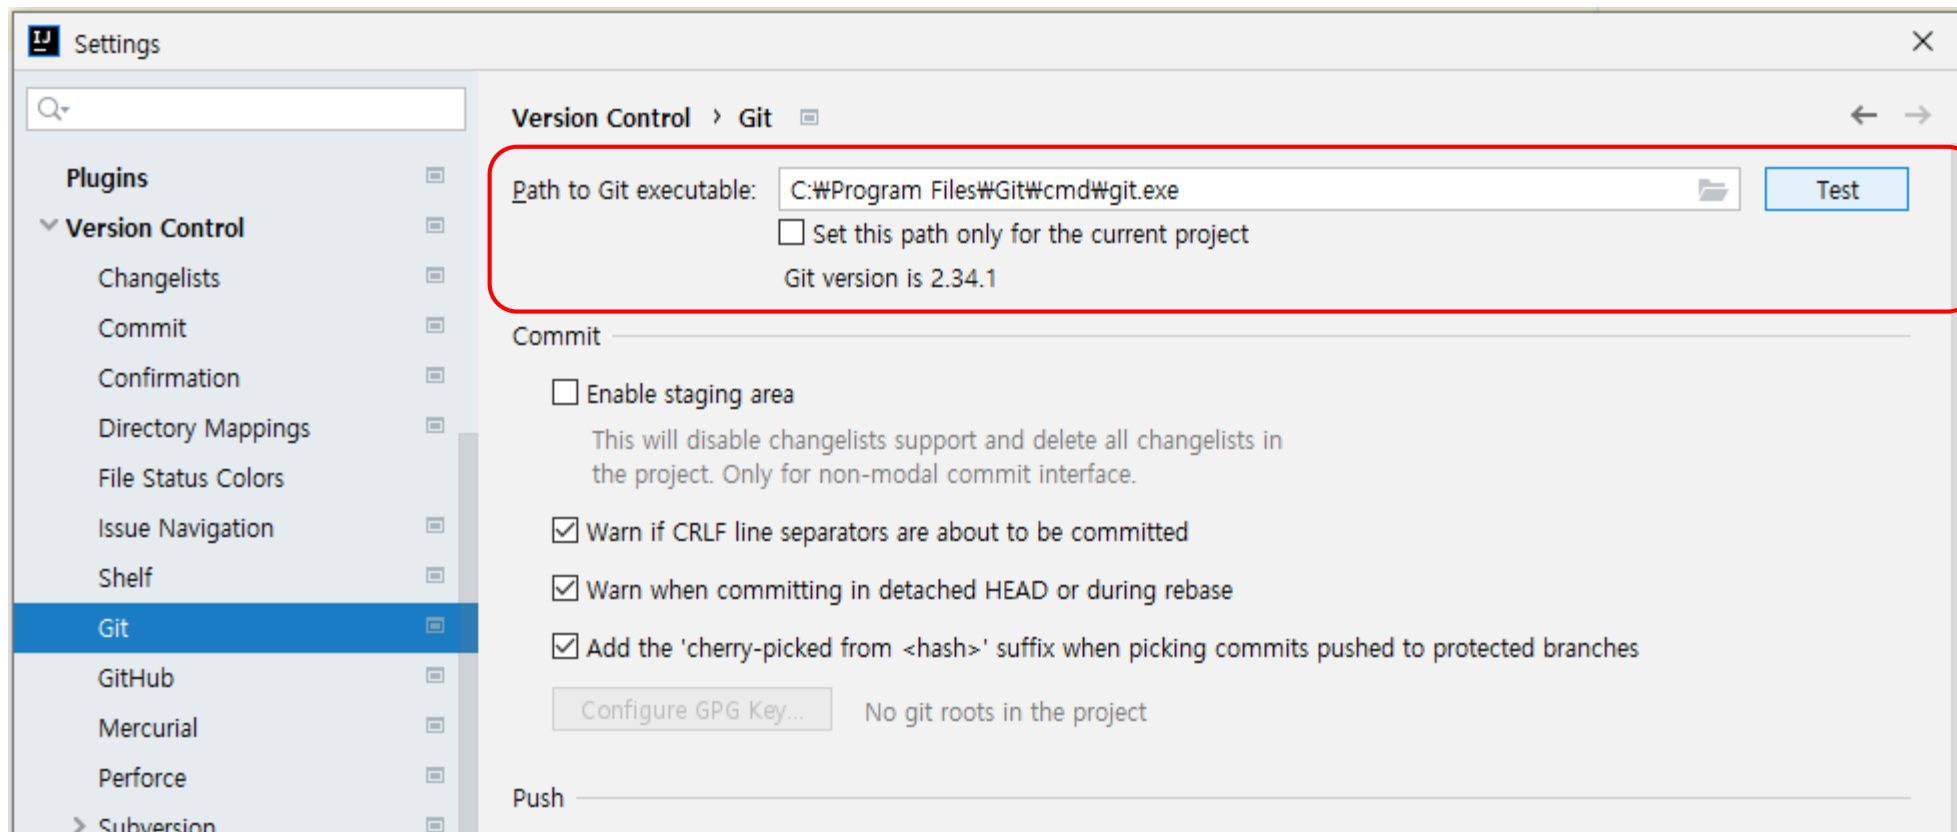 IJ
Settings
Version Control › Git
Plugins
Version Control
Changelists
Commit
Confirmation
Directory Mappings
File Status Colors
Issue Navigation
Shelf
Git
GitHub
Mercurial
Perforce
Subversion
Path to Git executable: C:₩Program Files₩Git₩cmd₩git.exe Test
Set this path only for the current project
Git version is 2.34.1
Commit
Enable staging area
This will disable changelists support and delete all changelists in
the project. Only for non-modal commit interface.
Warn if CRLF line separators are about to be committed
Warn when committing in detached HEAD or during rebase
Add the 'cherry-picked from <hash>' suffix when picking commits pushed to protected branches
Configure GPG Key... No git roots in the project
Push